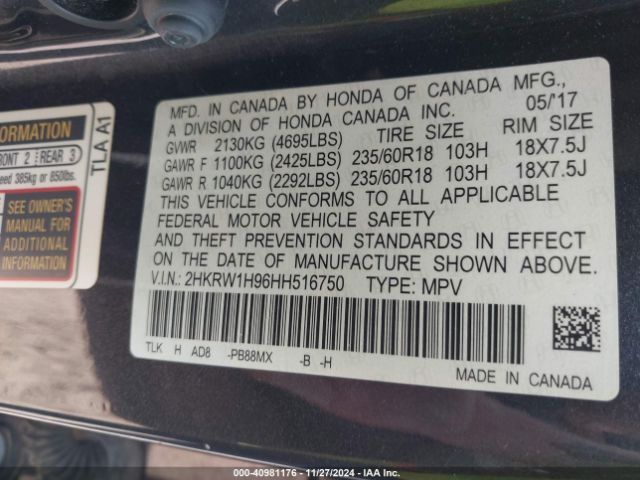 ORMATION
RONT 2 REAR 3
eed 385kg or 850lbs.
SEE OWNER'S
MANUAL FOR
ADDITIONAL
INFORMATION
TLA A1
MFD. IN CANADA BY HONDA OF CANADA MFG.,
A DIVISION OF HONDA CANADA INC. 05/'17
GVWR 2130KG (4695LBS) TIRE SIZE RIM SIZE
GAWR F 1100KG (2425LBS) 235/60R18 103H 18X7.5J
GAWR R 1040KG (2292LBS) 235/60R18 103H 18X7.5J
THIS VEHICLE CONFORMS TO ALL APPLICABLE
FEDERAL MOTOR VEHICLE SAFETY
AND THEFT PREVENTION STANDARDS IN EFFECT
ON THE DATE OF MANUFACTURE SHOWN ABOVE.
V.I.N.: 2HKRW1H96HH516750 TYPE: MPV
TLK H AD8 -PB88MX -B -H
MADE IN CANADA
000-40981176 - 11/27/2024 - IAA Inc.